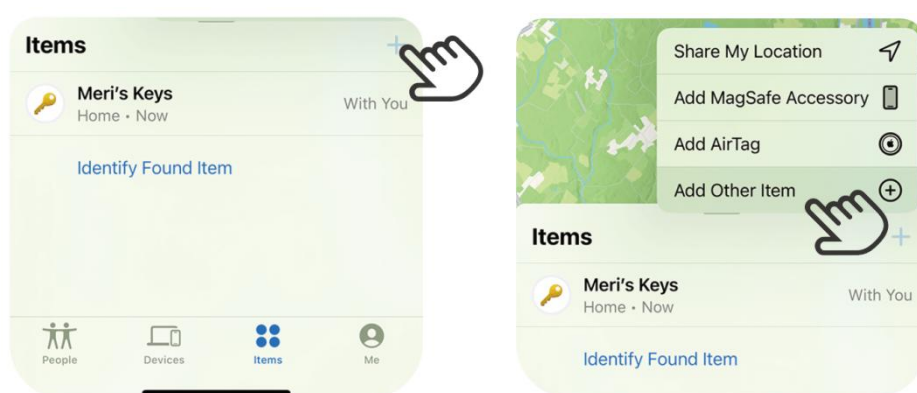 Items
Meri's Keys
Home • Now
With You
Identify Found Item
People
Devices
Items
Me
Share My Location
Add MagSafe Accessory
Add AirTag
Add Other Item
Items
Meri's Keys
Home • Now
With You
Identify Found Item